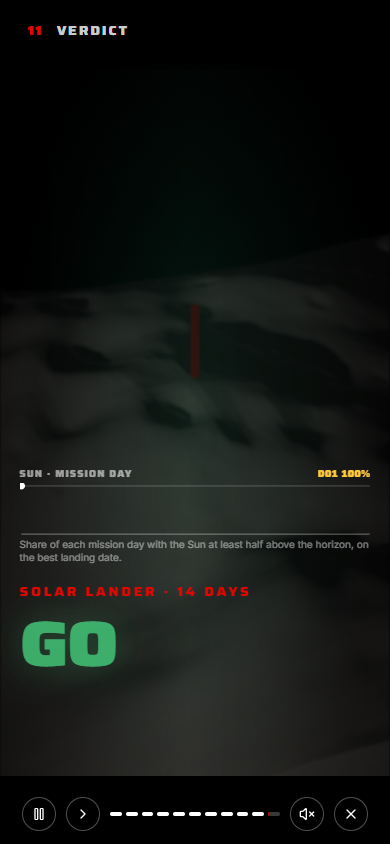 11 VERDICT
SUN · MISSION DAY D01 100%
Share of each mission day with the Sun at least half above the horizon, on
the best landing date.
SOLAR LANDER · 14 DAYS
GO